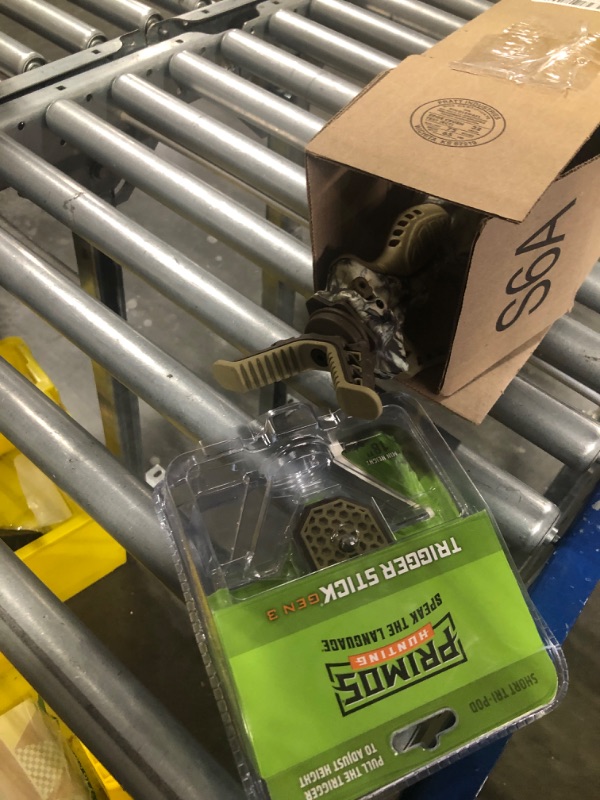 S6A
PULL THE TRIGGER
TO ADJUST HEIGHT
SHORT TRI-POD
PRIMOS
HUNTING
SPEAK THE LANGUAGE
TRIGGER STICK GEN 3